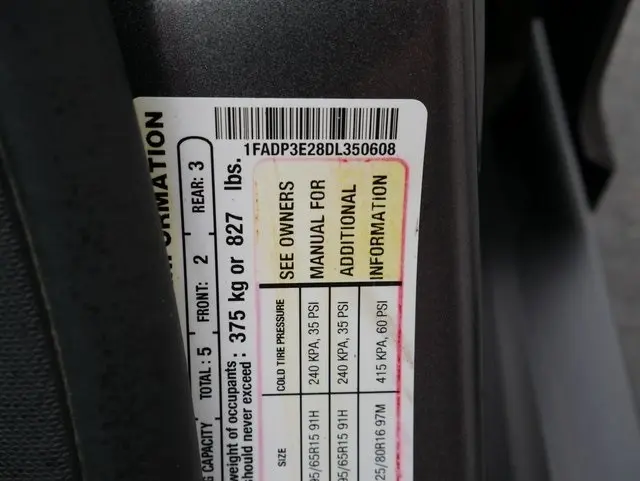 1FADP3E28DL350608
REAR: 3
FRONT: 2
TOTAL: 5
CAPACITY
weight of occupants: 375 kg or 827 lbs.
should never exceed
SEE OWNERS
MANUAL FOR
ADDITIONAL
INFORMATION
COLD TIRE PRESSURE
240 KPA, 35 PSI
240 KPA, 35 PSI
415 KPA, 60 PSI
SIZE
95/65R15 91H
95/65R15 91H
25/80R16 97M